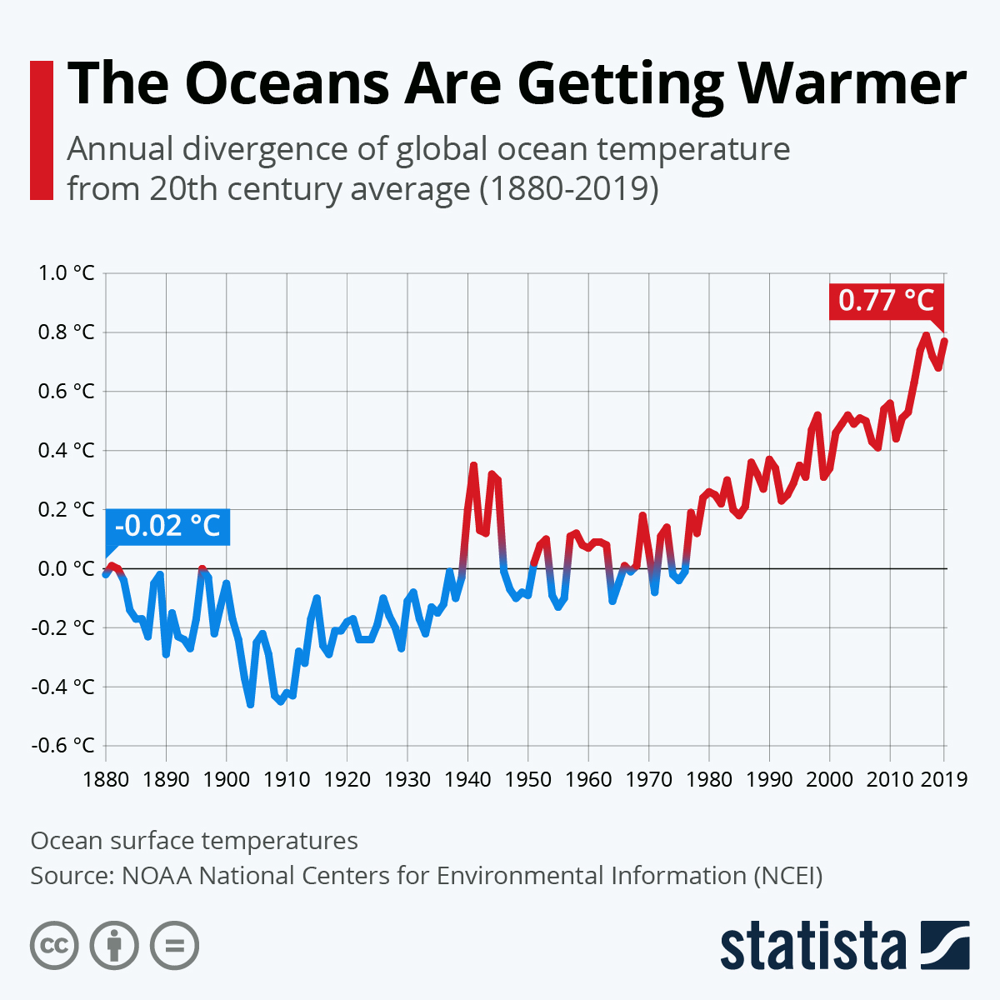 The Oceans Are Getting Warmer
Annual divergence of global ocean temperature
from 20th century average (1880-2019)
1.0 °C
0.77 °C
0.8 °C
0.6 °C
0.4 °C
0.2 °C
-0.02 °C
0.0 °C
-0.2 °C
-0.4 °C
-0.6 °C
1880 1890 1900 1910 1920 1930 1940 1950 1960 1970 1980 1990 2000 2010 2019
Ocean surface temperatures
Source: NOAA National Centers for Environmental Information (NCEI)
cc
statista